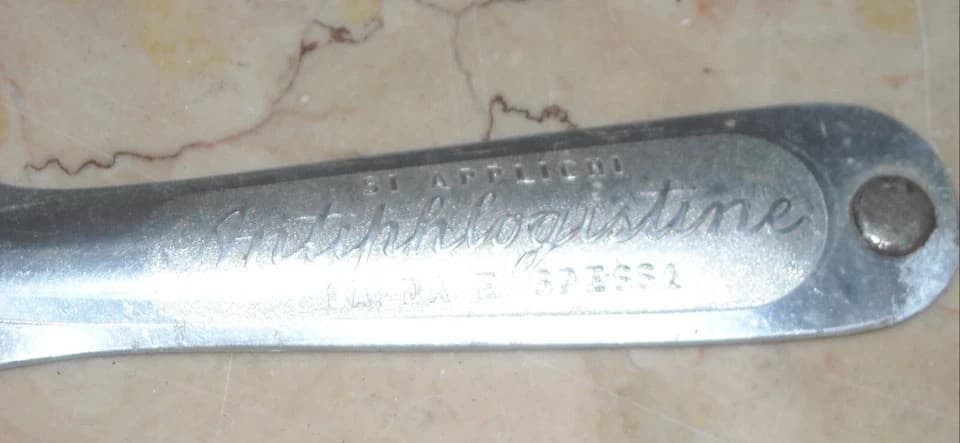 SI APPLICHI
Antiphlogistine
CALDA E SPESSA